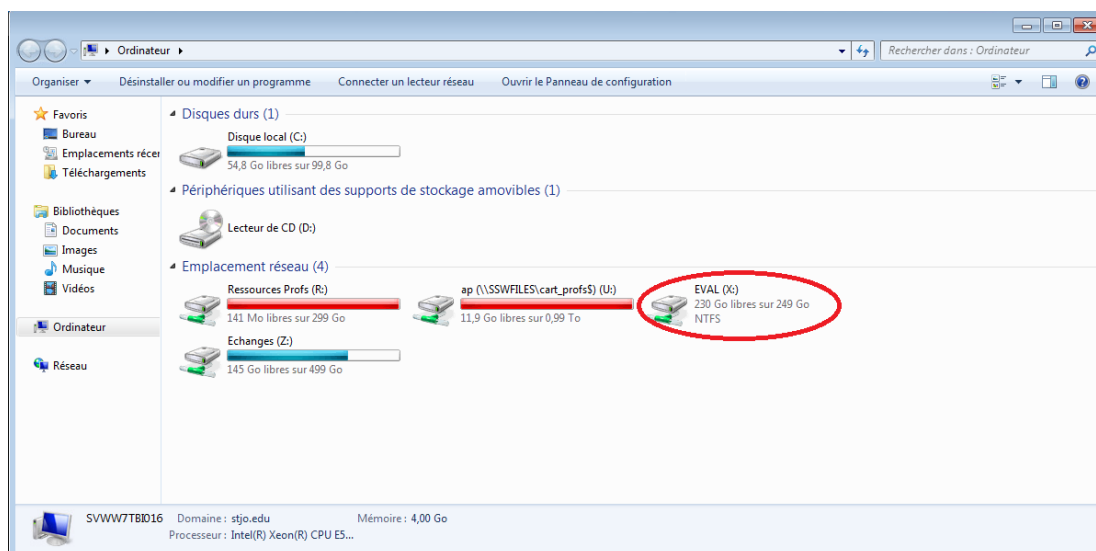 Ordinateur
Rechercher dans : Ordinateur
Organiser Désinstaller ou modifier un programme Connecter un lecteur réseau Ouvrir le Panneau de configuration
Favoris
Bureau
Emplacements récer
Téléchargements
Bibliothèques
Documents
Images
Musique
Vidéos
Ordinateur
Réseau
Disques durs (1)
Disque local (C:)
54,8 Go libres sur 99,8 Go
Périphériques utilisant des supports de stockage amovibles (1)
Lecteur de CD (D:)
Emplacement réseau (4)
Ressources Profs (R:)
141 Mo libres sur 299 Go
ap (\\SSWFILES\cart_profs$) (U:)
11,9 Go libres sur 0,99 To
EVAL (X:)
230 Go libres sur 249 Go
NTFS
Echanges (Z:)
145 Go libres sur 499 Go
SVWW7TBI016 Domaine : stjo.edu Mémoire : 4,00 Go
Processeur : Intel(R) Xeon(R) CPU E5...